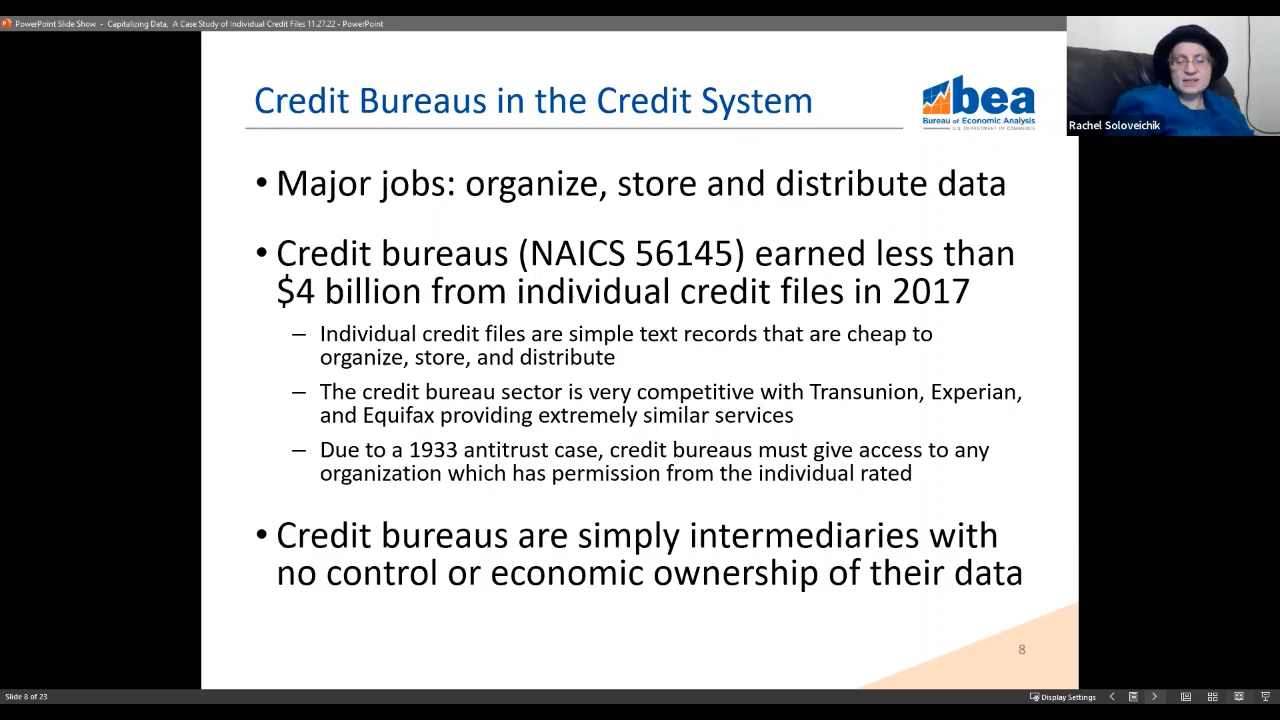 PowerPoint Slide Show - Capitalizing Data, A Case Study of Individual Credit Files 11.27.22 - PowerPoint
Credit Bureaus in the Credit System
bea
Bureau of Economic Analysis
U.S. DEPARTMENT OF COMMERCE
Rachel Soloveichik
• Major jobs: organize, store and distribute data
• Credit bureaus (NAICS 56145) earned less than
$4 billion from individual credit files in 2017
– Individual credit files are simple text records that are cheap to
organize, store, and distribute
– The credit bureau sector is very competitive with Transunion, Experian,
and Equifax providing extremely similar services
– Due to a 1933 antitrust case, credit bureaus must give access to any
organization which has permission from the individual rated
• Credit bureaus are simply intermediaries with
no control or economic ownership of their data
8
Slide 8 of 23
Display Settings